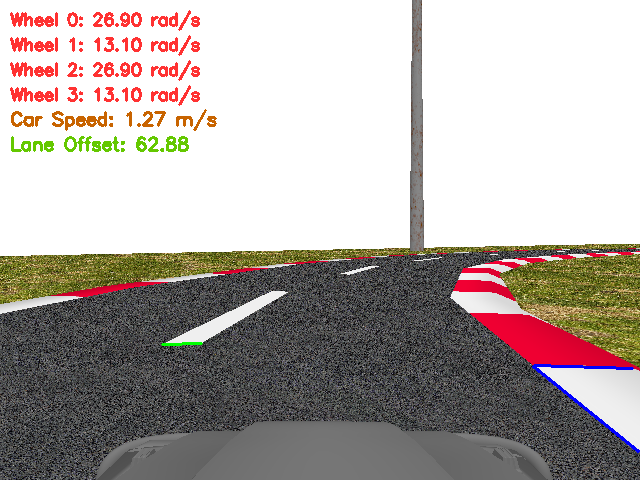 Wheel 0: 26.90 rad/s
Wheel 1: 13.10 rad/s
Wheel 2: 26.90 rad/s
Wheel 3: 13.10 rad/s
Car Speed: 1.27 m/s
Lane Offset: 62.88